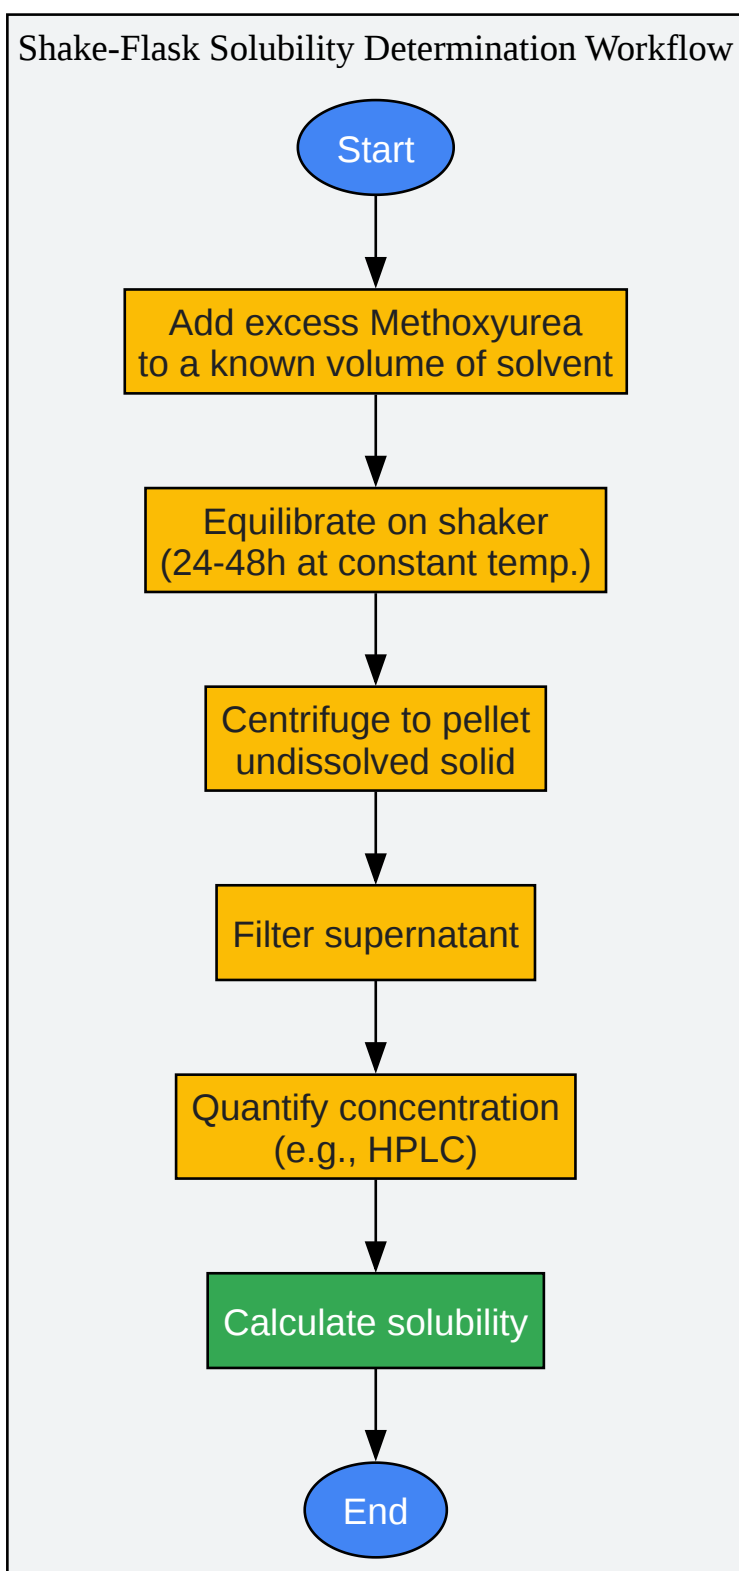 Shake-Flask Solubility Determination Workflow
Start
Add excess Methoxyurea
to a known volume of solvent
Equilibrate on shaker
(24-48h at constant temp.)
Centrifuge to pellet
undissolved solid
Filter supernatant
Quantify concentration
(e.g., HPLC)
Calculate solubility
End